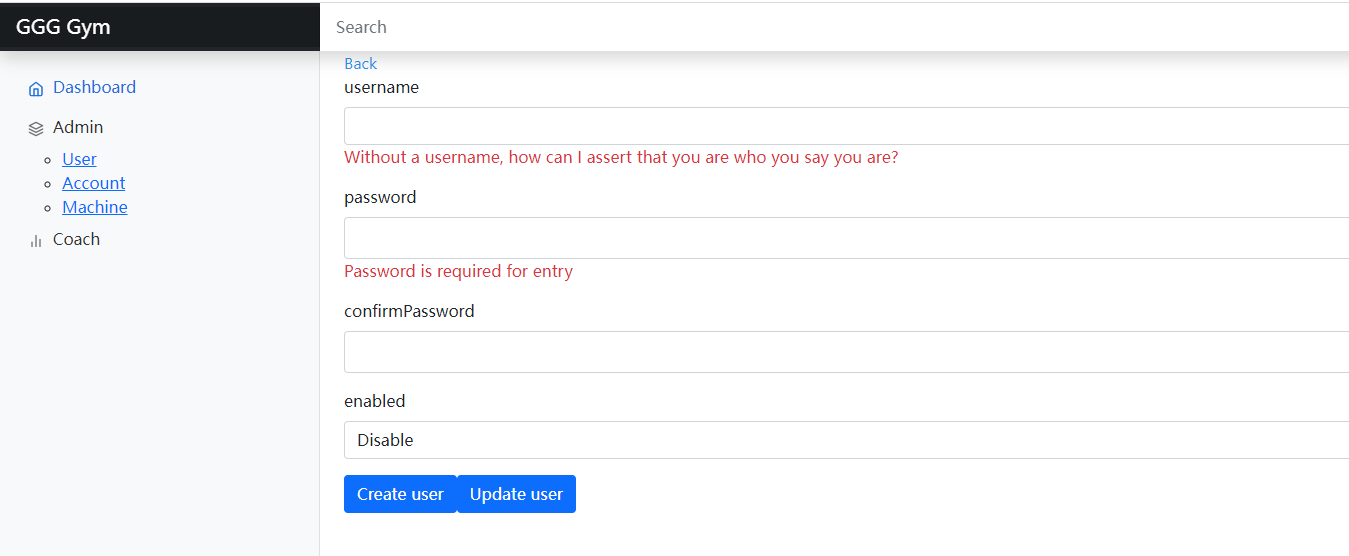 GGG Gym
Search
Dashboard
Admin
User
Account
Machine
Coach
Back
username
Without a username, how can I assert that you are who you say you are?
password
Password is required for entry
confirmPassword
enabled
Disable
Create user
Update user